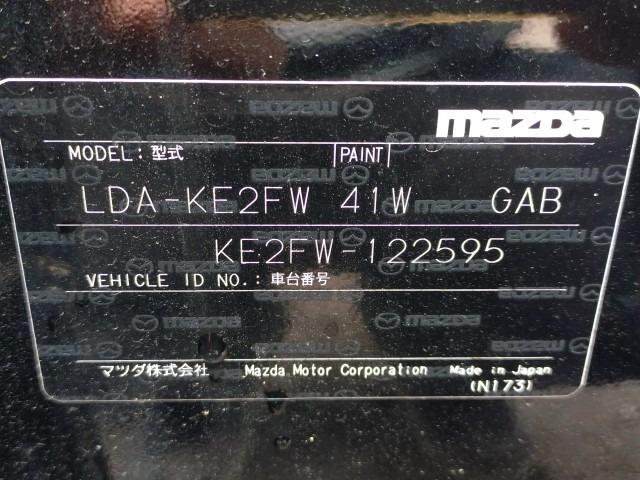 mazda
MODEL: 型式 PAINT
LDA-KE2FW 41W GAB
KE2FW-122595
VEHICLE ID NO.: 車台番号
マツダ株式会社 Mazda Motor Corporation Made in Japan
(N173)